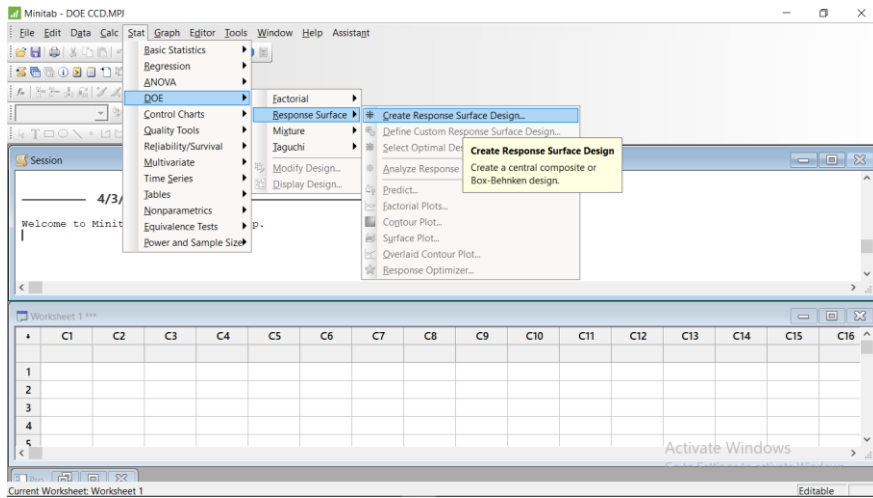 Minitab - DOE CCD.MPJ
File Edit Data Calc Stat Graph Editor Tools Window Help Assistant
Basic Statistics
Regression
ANOVA
DOE
Control Charts
Quality Tools
Reliability/Survival
Multivariate
Time Series
Tables
Nonparametrics
Equivalence Tests
Power and Sample Size
Factorial
Response Surface
Mixture
Taguchi
Modify Design...
Display Design...
Create Response Surface Design...
Define Custom Response Surface Design...
Select Optimal Des
Analyze Response
Predict...
Factorial Plots...
Contour Plot...
Surface Plot...
Overlaid Contour Plot...
Response Optimizer...
Create Response Surface Design
Create a central composite or
Box-Behnken design.
Session
4/3/
Welcome to Minit p.
Worksheet 1 ***
C1 C2 C3 C4 C5 C6 C7 C8 C9 C10 C11 C12 C13 C14 C15 C16
1
2
3
4
5
Activate Windows
Pro...
Current Worksheet: Worksheet 1 Editable